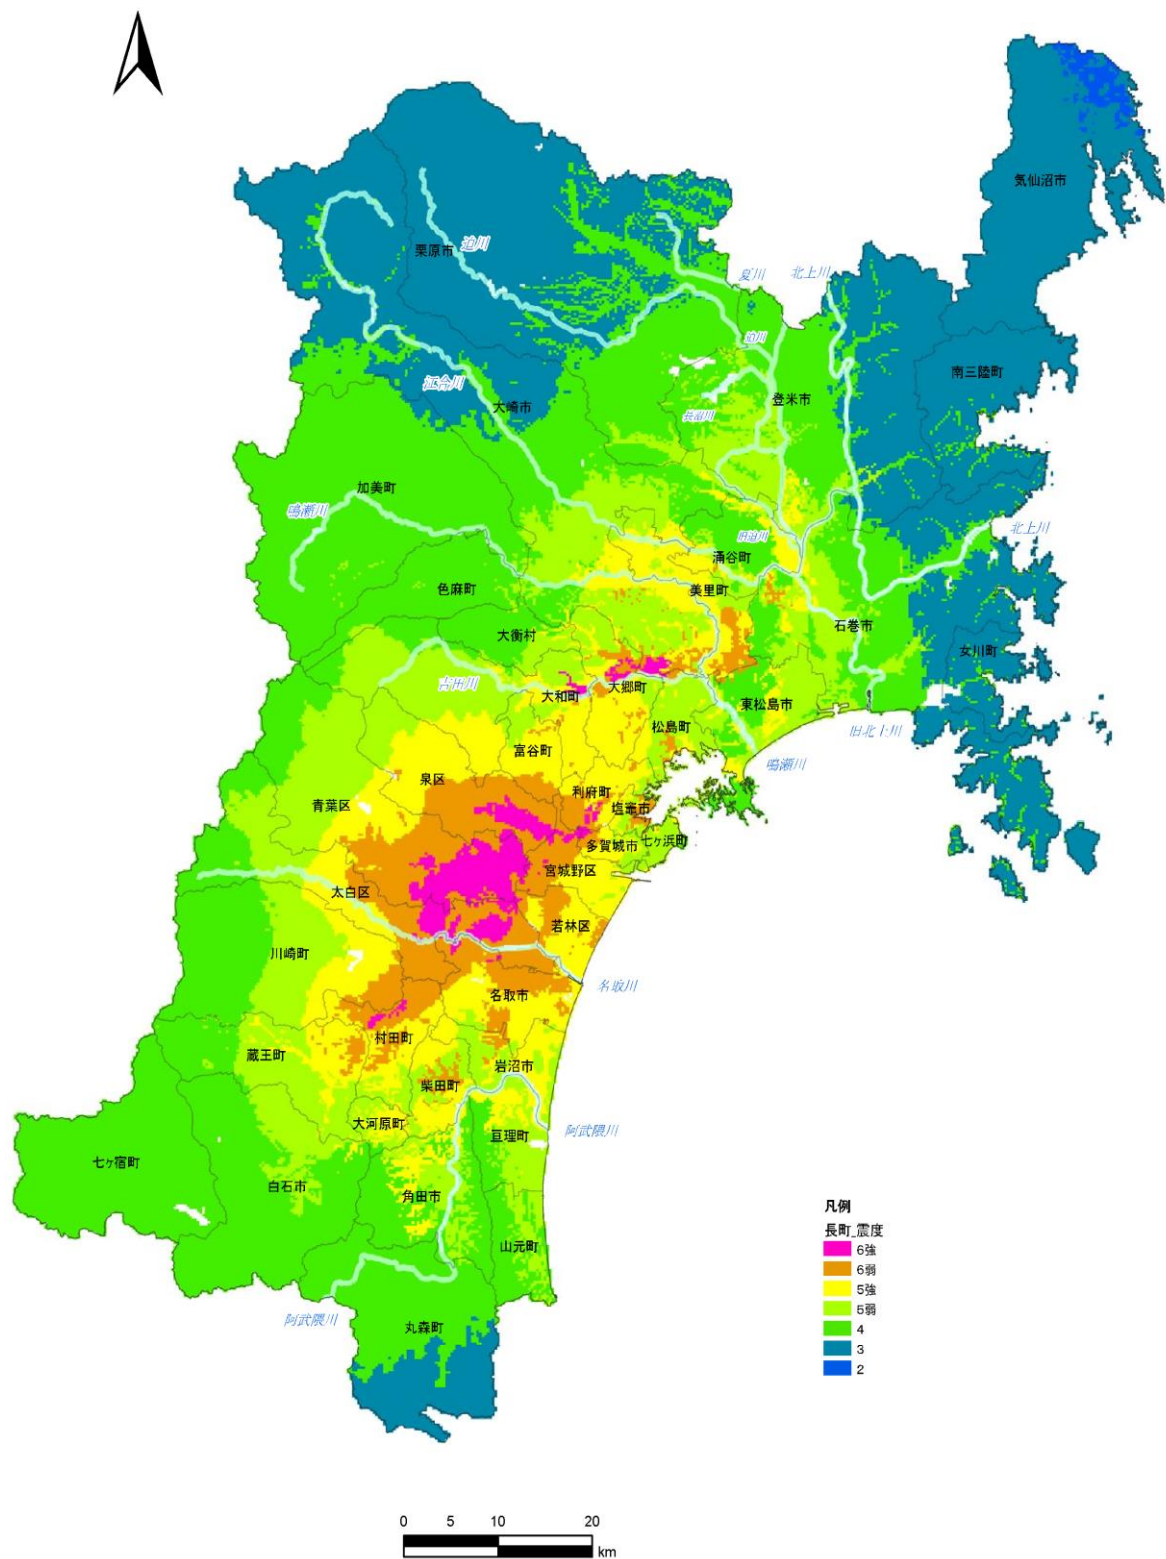 気仙沼市
栗原市
迫川
夏川
北上川
迫川
南三陸町
江合川
大崎市
登米市
長沼川
加美町
鳴瀬川
北上川
旧迫川
涌谷町
色麻町
美里町
石巻市
大衡村
女川町
吉田川
大和町
大郷町
東松島市
松島町
旧北上川
富谷町
鳴瀬川
泉区
利府町
青葉区
塩竈市
多賀城市
七ヶ浜町
宮城野区
太白区
若林区
川崎町
名取川
名取市
村田町
蔵王町
岩沼市
柴田町
大河原町
亘理町
阿武隈川
七ヶ宿町
白石市
角田市
山元町
阿武隈川
丸森町
凡例
長町_震度
6強
6弱
5強
5弱
4
3
2
0 5 10 20
km